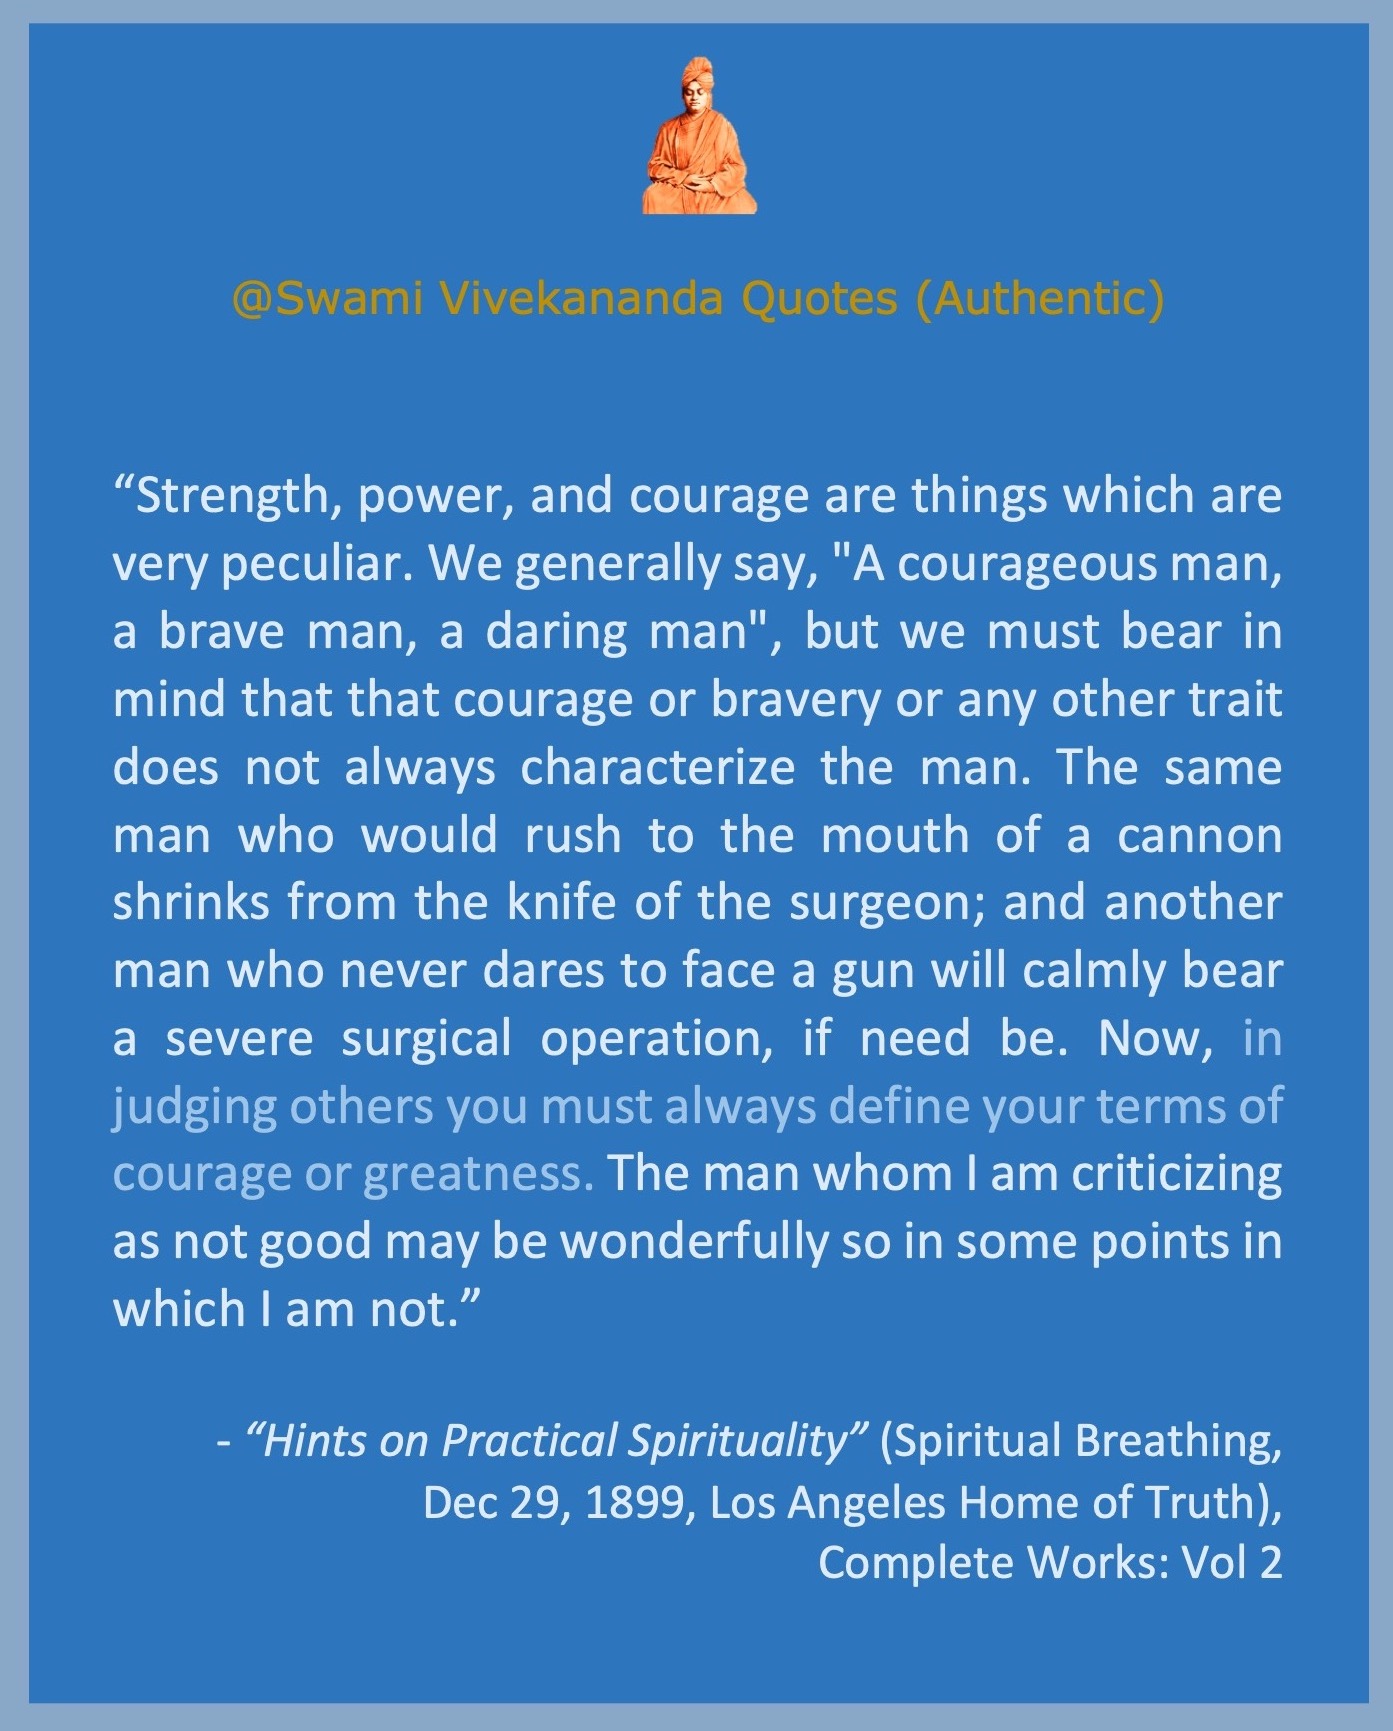 @Swami Vivekananda Quotes (Authentic)
“Strength, power, and courage are things which are
very peculiar. We generally say, "A courageous man,
a brave man, a daring man", but we must bear in
mind that that courage or bravery or any other trait
does not always characterize the man. The same
man who would rush to the mouth of a cannon
shrinks from the knife of the surgeon; and another
man who never dares to face a gun will calmly bear
a severe surgical operation, if need be. Now, in
judging others you must always define your terms of
courage or greatness. The man whom I am criticizing
as not good may be wonderfully so in some points in
which I am not.”
- “Hints on Practical Spirituality” (Spiritual Breathing,
Dec 29, 1899, Los Angeles Home of Truth),
Complete Works: Vol 2